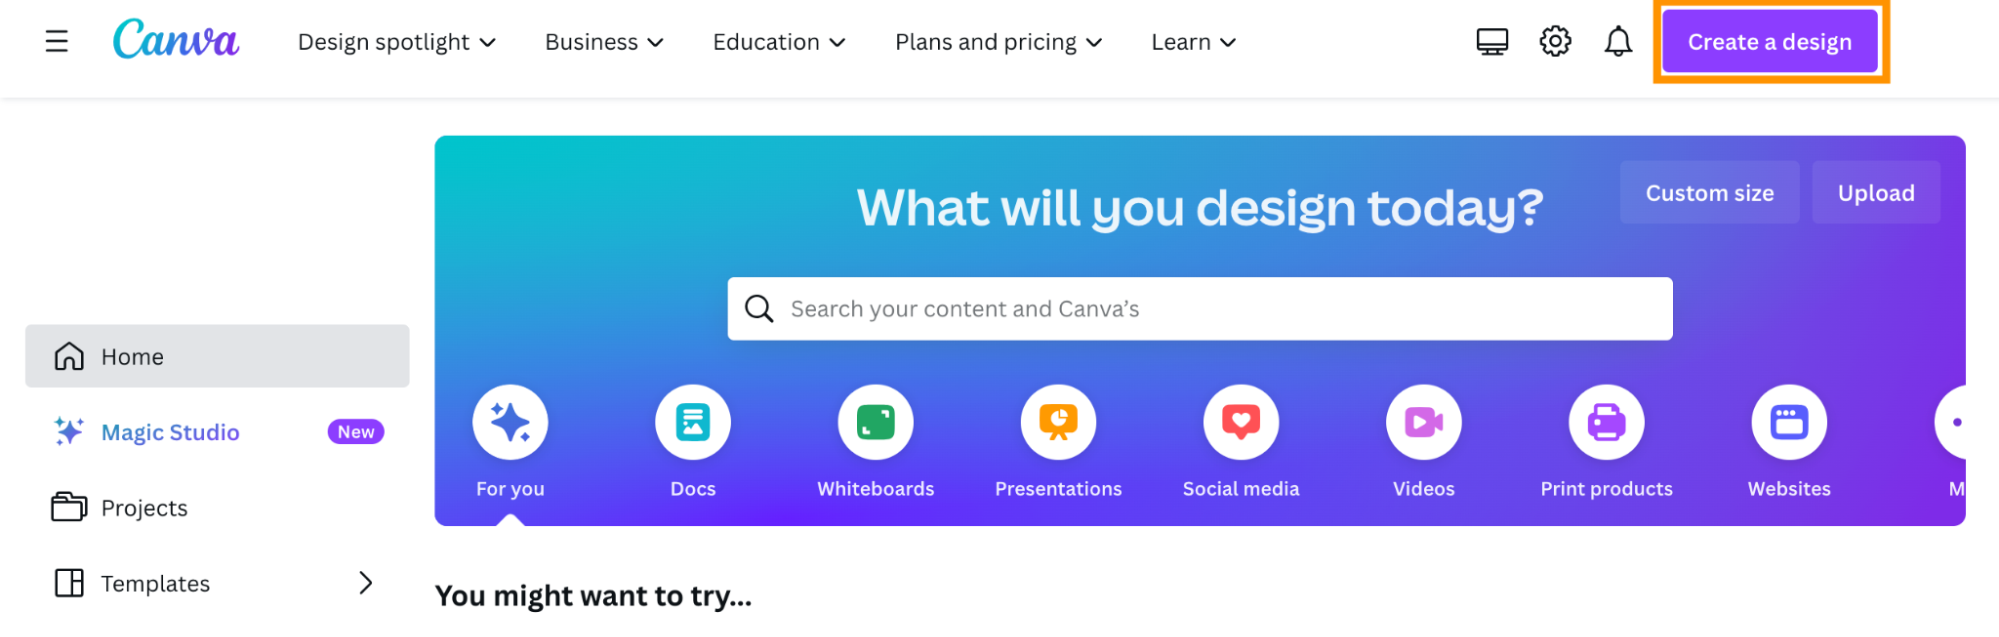 Canva Design spotlight Business Education Plans and pricing Learn Create a design
What will you design today?
Custom size Upload
Search your content and Canva's
For you Docs Whiteboards Presentations Social media Videos Print products Websites M
Home
Magic Studio New
Projects
Templates
You might want to try...